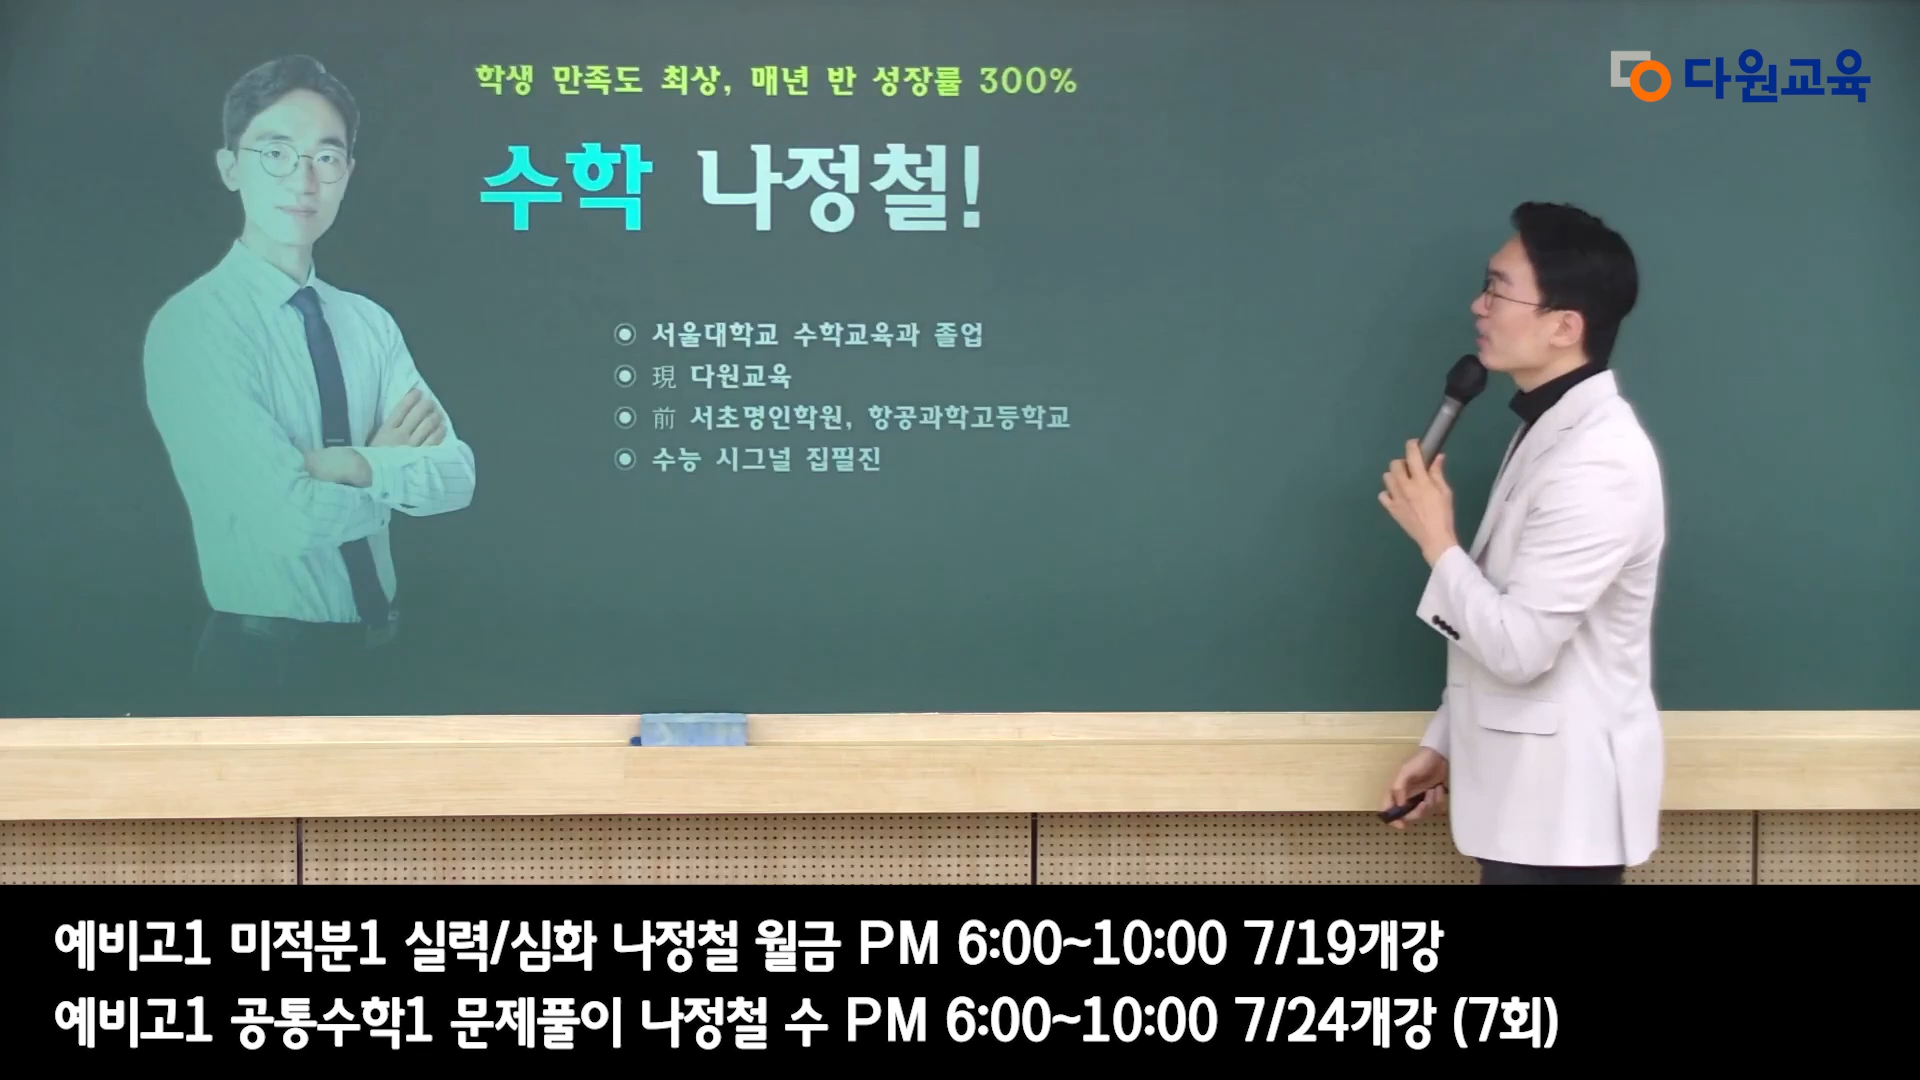 다원교육
학생 만족도 최상, 매년 반 성장률 300%
수학 나정철!
◉ 서울대학교 수학교육과 졸업
◉ 現 다원교육
◉ 前 서초명인학원, 항공과학고등학교
◉ 수능 시그널 집필진
예비고1 미적분1 실력/심화 나정철 월금 PM 6:00~10:00 7/19개강
예비고1 공통수학1 문제풀이 나정철 수 PM 6:00~10:00 7/24개강 (7회)